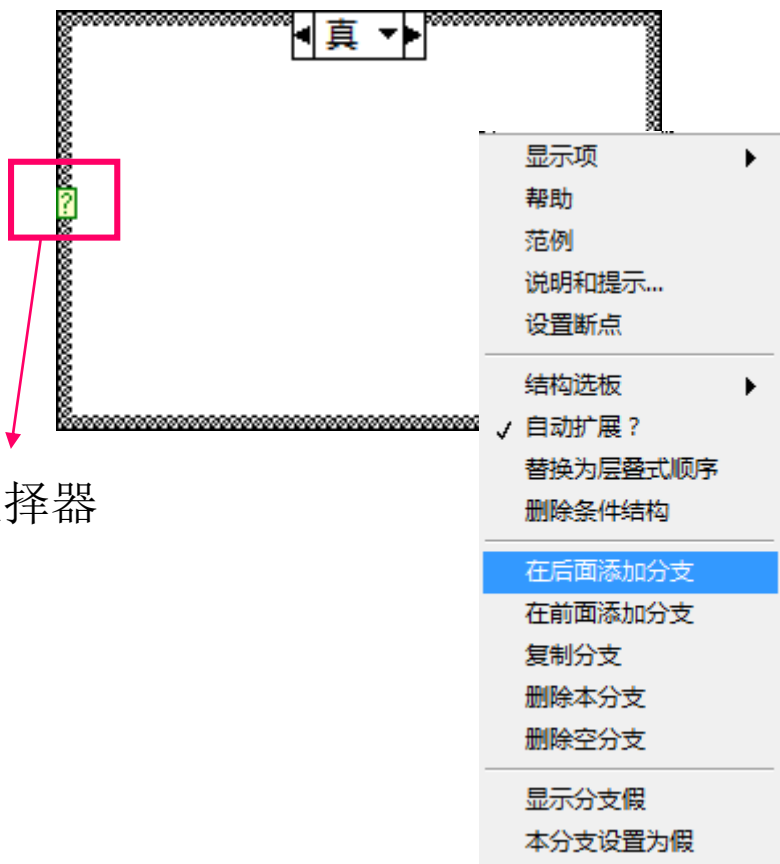 真
?
显示项
帮助
范例
说明和提示...
设置断点
结构选板
自动扩展？
替换为层叠式顺序
删除条件结构
择器
在后面添加分支
在前面添加分支
复制分支
删除本分支
删除空分支
显示分支假
本分支设置为假